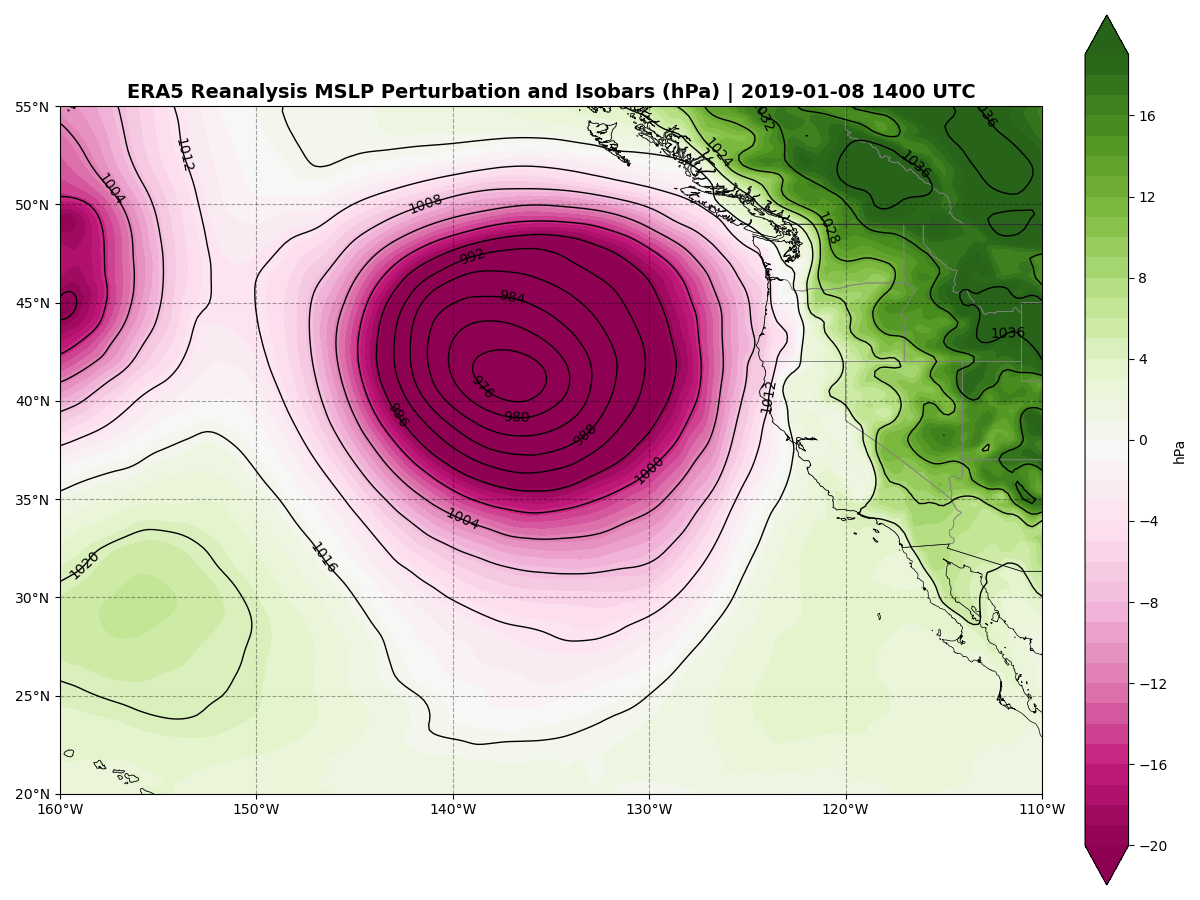 ERA5 Reanalysis MSLP Perturbation and Isobars (hPa) | 2019-01-08 1400 UTC
55°N
50°N
45°N
40°N
35°N
30°N
25°N
20°N
160°W
150°W
140°W
130°W
120°W
110°W
1012
1004
1008
992
984
976
980
988
996
1000
1004
1016
1020
1012
1024
1032
1028
1036
1036
1036
16
12
8
4
0
−4
−8
−12
−16
−20
hPa